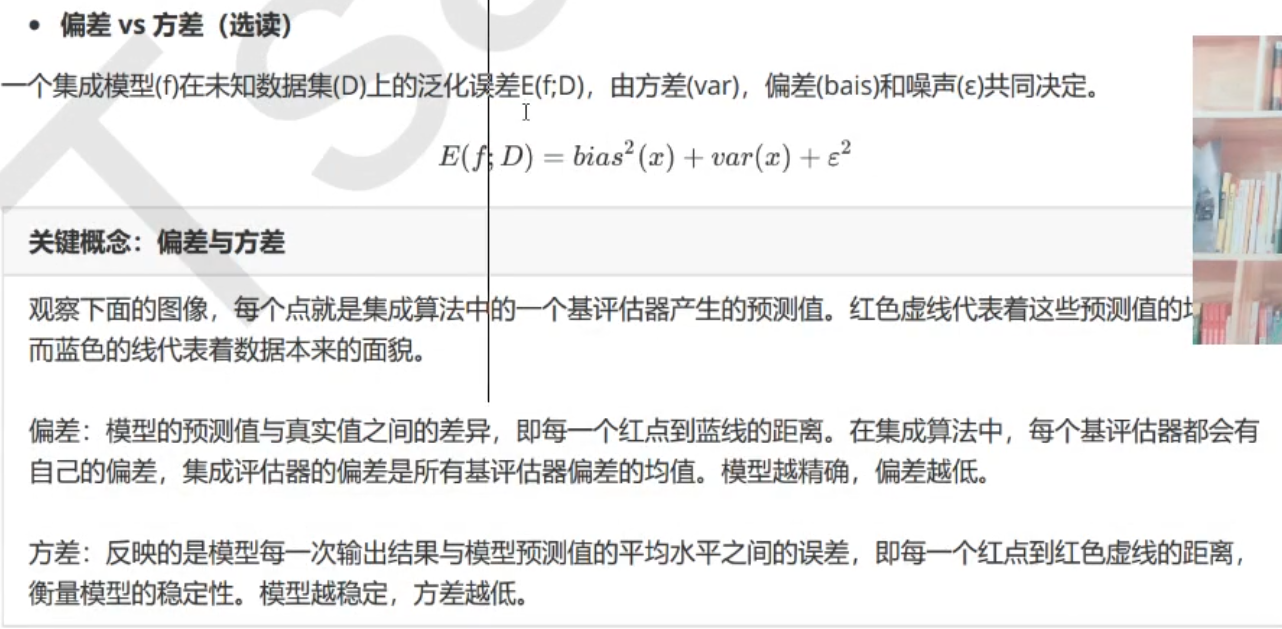 • 偏差 vs 方差（选读）
一个集成模型(f)在未知数据集(D)上的泛化误差E(f;D)，由方差(var)，偏差(bais)和噪声(ε)共同决定。
E(f; D) = bias²(x) + var(x) + ε²
关键概念：偏差与方差
观察下面的图像，每个点就是集成算法中的一个基评估器产生的预测值。红色虚线代表着这些预测值的
而蓝色的线代表着数据本来的面貌。
偏差：模型的预测值与真实值之间的差异，即每一个红点到蓝线的距离。在集成算法中，每个基评估器都会有
自己的偏差，集成评估器的偏差是所有基评估器偏差的均值。模型越精确，偏差越低。
方差：反映的是模型每一次输出结果与模型预测值的平均水平之间的误差，即每一个红点到红色虚线的距离，
衡量模型的稳定性。模型越稳定，方差越低。